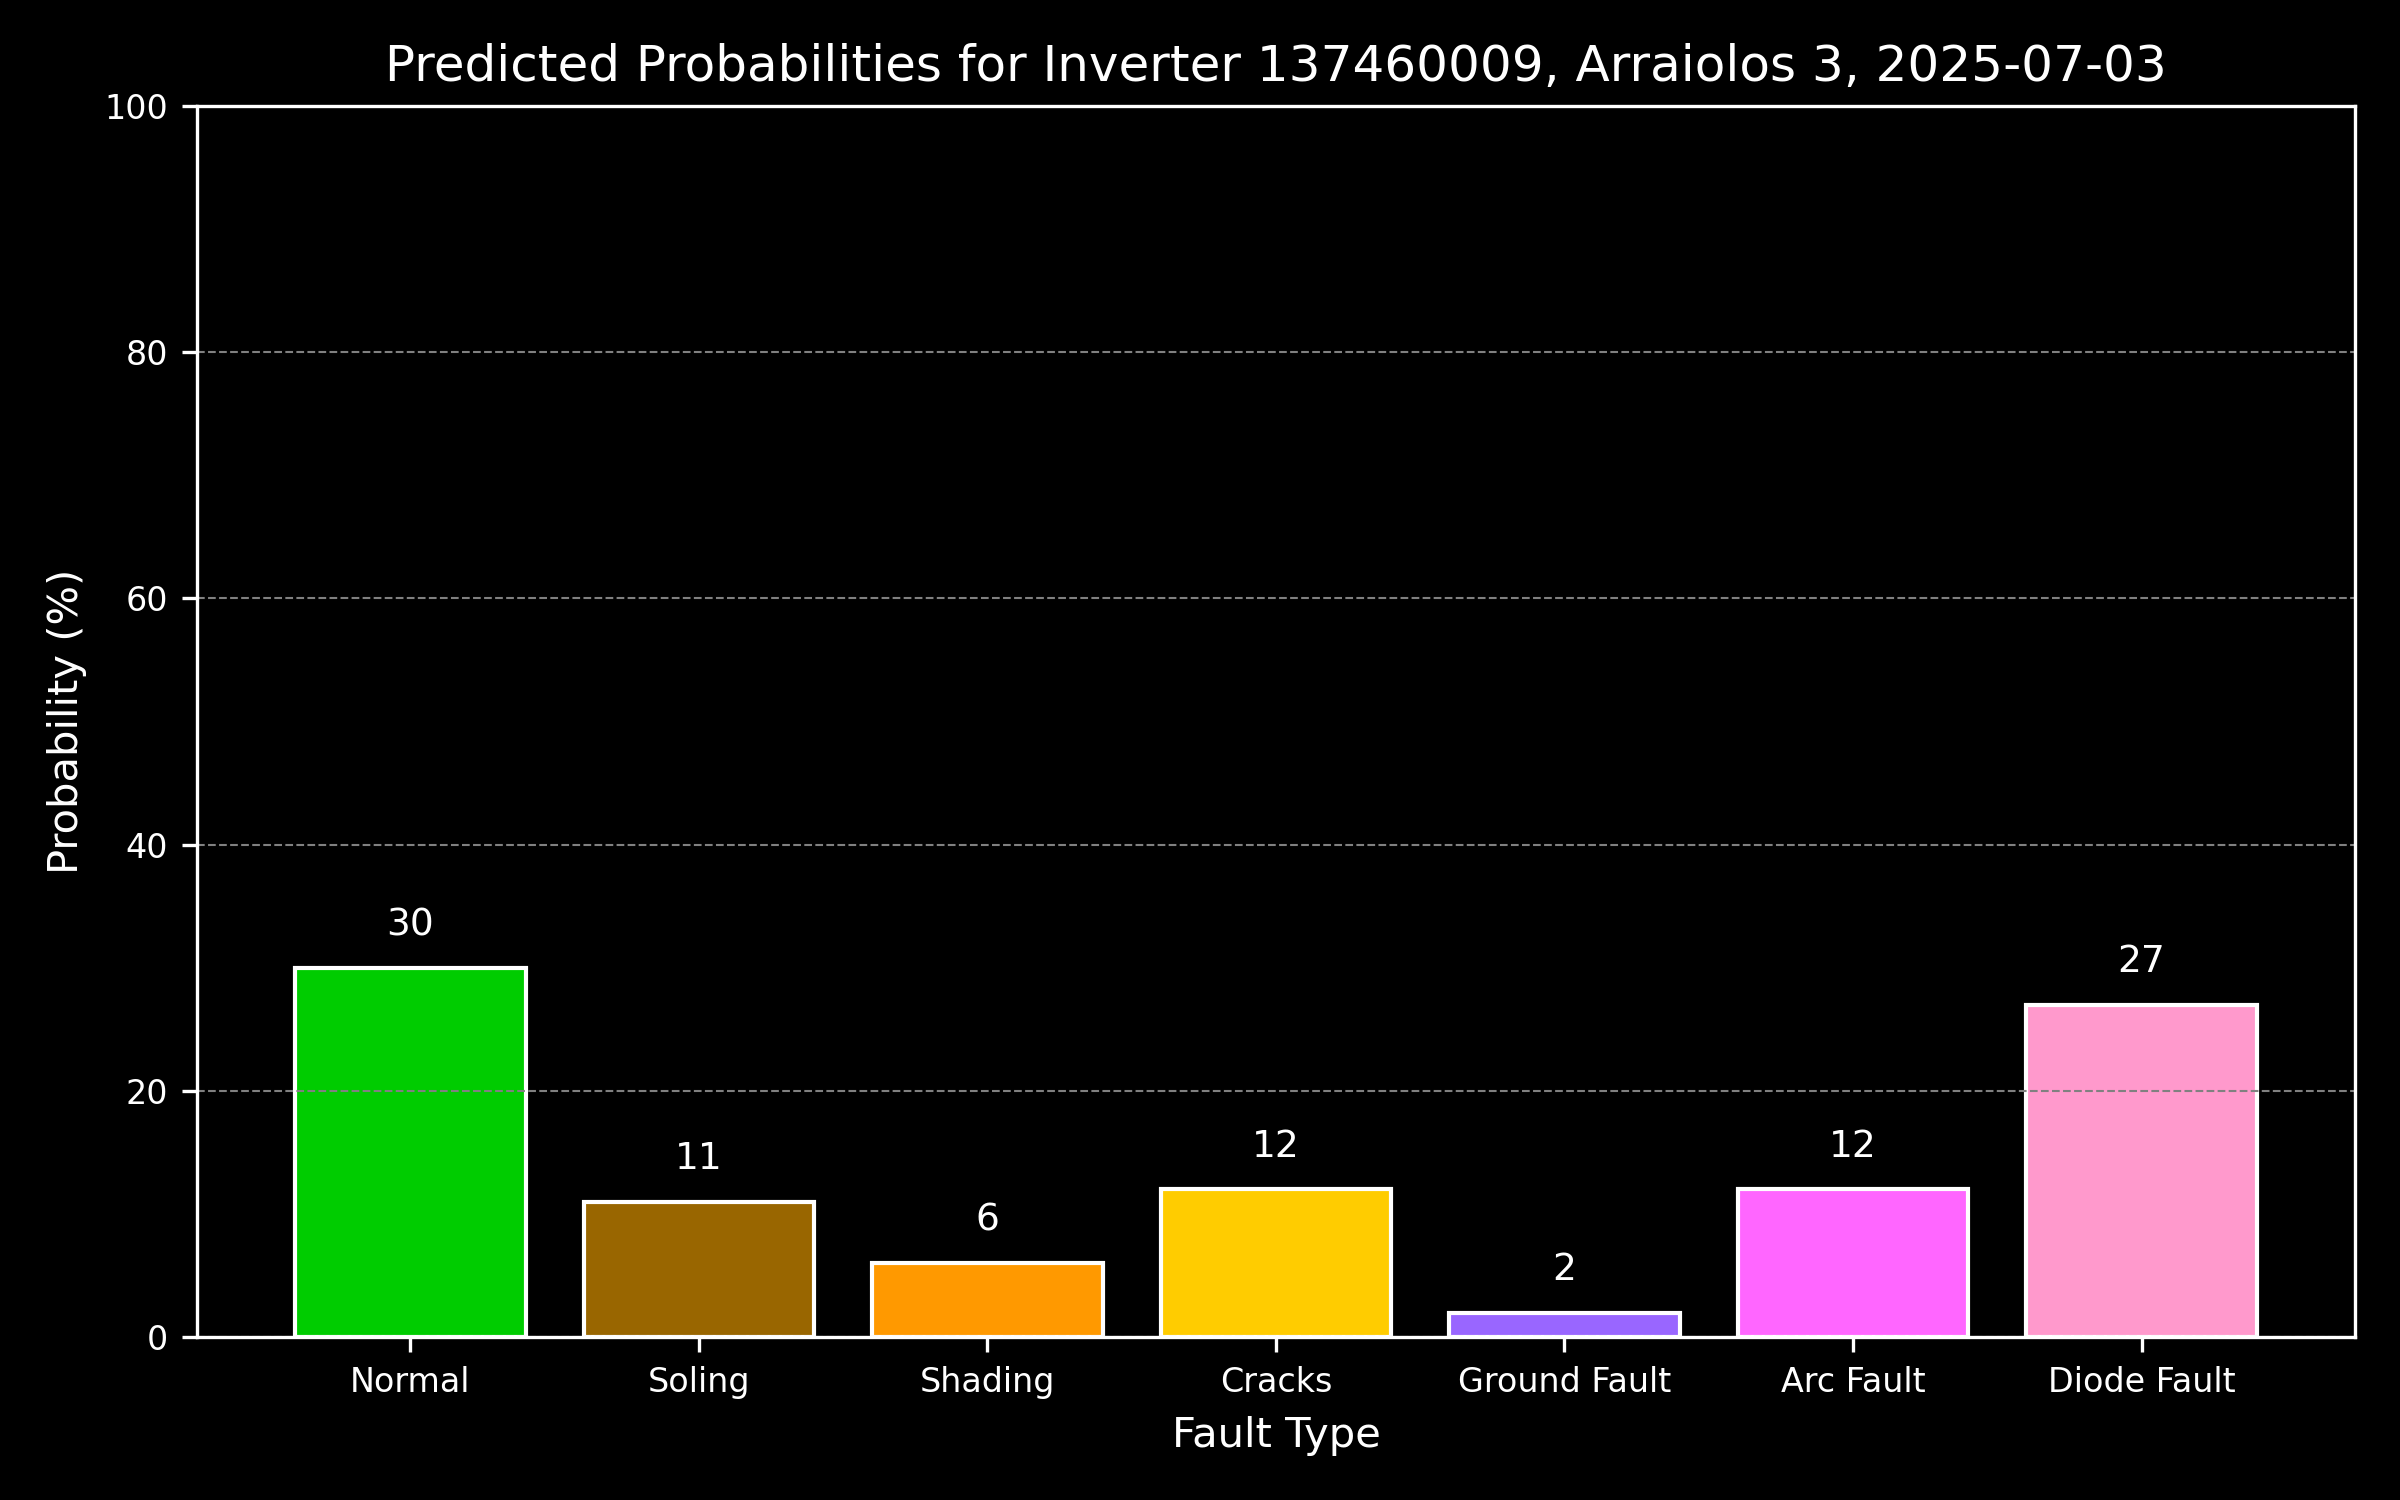 Predicted Probabilities for Inverter 137460009, Arraiolos 3, 2025-07-03
Probability (%)
100
80
60
40
20
0
30
11
6
12
2
12
27
Normal
Soling
Shading
Cracks
Ground Fault
Arc Fault
Diode Fault
Fault Type